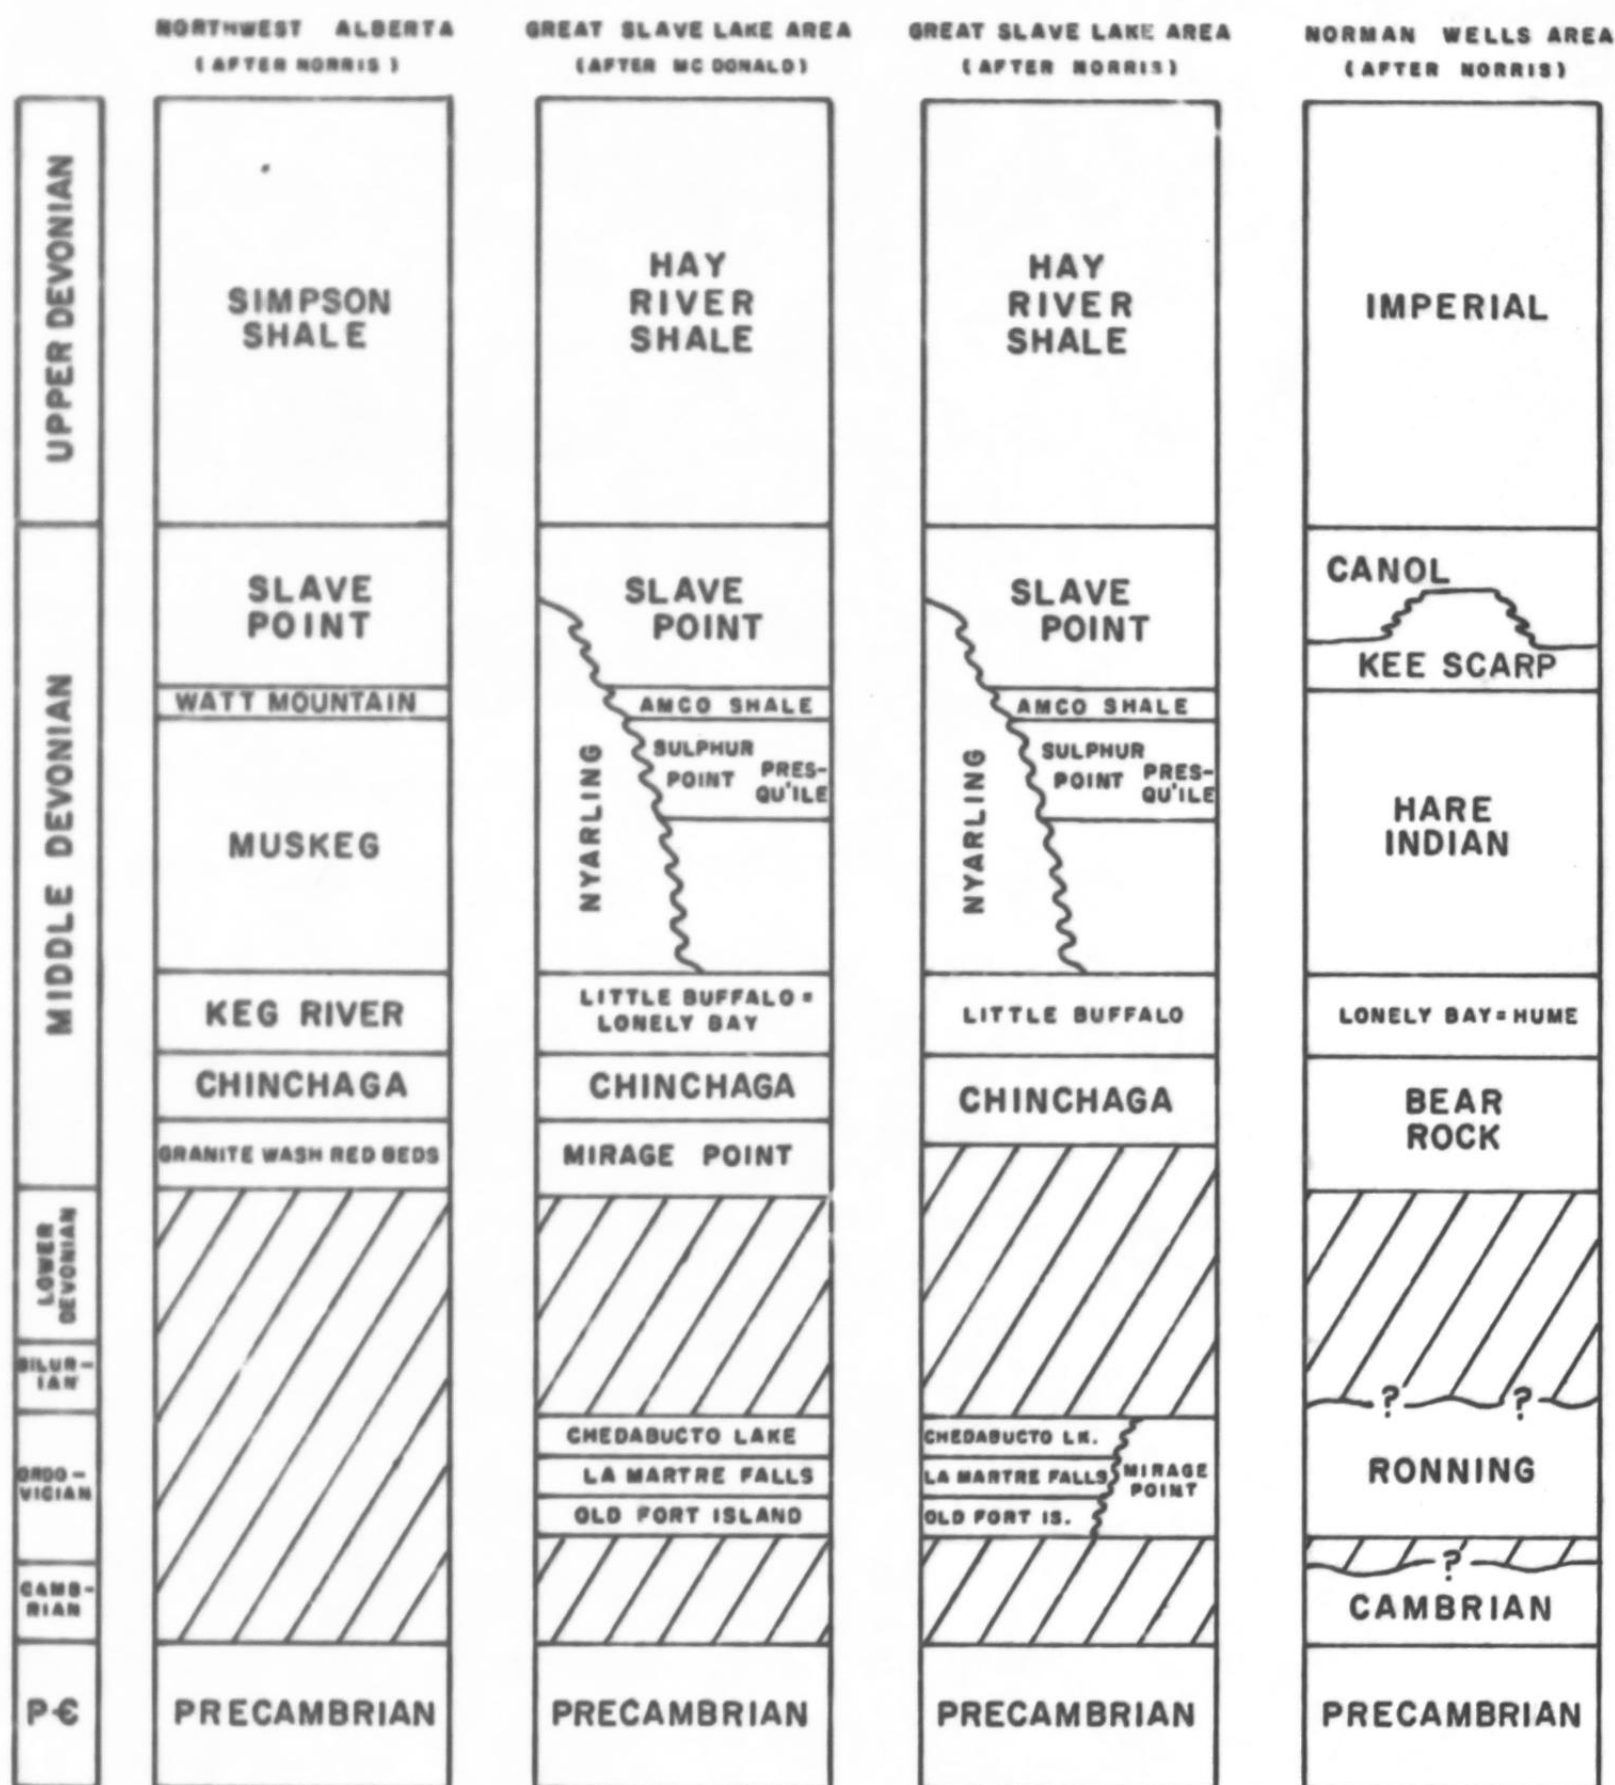 NORTHWEST ALBERTA
(AFTER NORRIS)
GREAT SLAVE LAKE AREA
(AFTER MC DONALD)
GREAT SLAVE LAKE AREA
(AFTER NORRIS)
NORMAN WELLS AREA
(AFTER NORRIS)
UPPER DEVONIAN
MIDDLE DEVONIAN
LOWER
DEVONIAN
SILUR-
IAN
ORDO-
VICIAN
CAMB-
RIAN
P-Є
SIMPSON
SHALE
SLAVE
POINT
WATT MOUNTAIN
MUSKEG
KEG RIVER
CHINCHAGA
GRANITE WASH RED BEDS
PRECAMBRIAN
HAY
RIVER
SHALE
SLAVE
POINT
AMCO SHALE
SULPHUR
POINT
PRES-
QU'ILE
NYARLING
LITTLE BUFFALO =
LONELY BAY
CHINCHAGA
MIRAGE POINT
CHEDABUCTO LAKE
LA MARTRE FALLS
OLD FORT ISLAND
PRECAMBRIAN
HAY
RIVER
SHALE
SLAVE
POINT
AMCO SHALE
SULPHUR
POINT
PRES-
QU'ILE
NYARLING
LITTLE BUFFALO
CHINCHAGA
CHEDABUCTO LK.
LA MARTRE FALLS
OLD FORT IS.
MIRAGE
POINT
PRECAMBRIAN
IMPERIAL
CANOL
KEE SCARP
HARE
INDIAN
LONELY BAY = HUME
BEAR
ROCK
? ?
RONNING
?
CAMBRIAN
PRECAMBRIAN